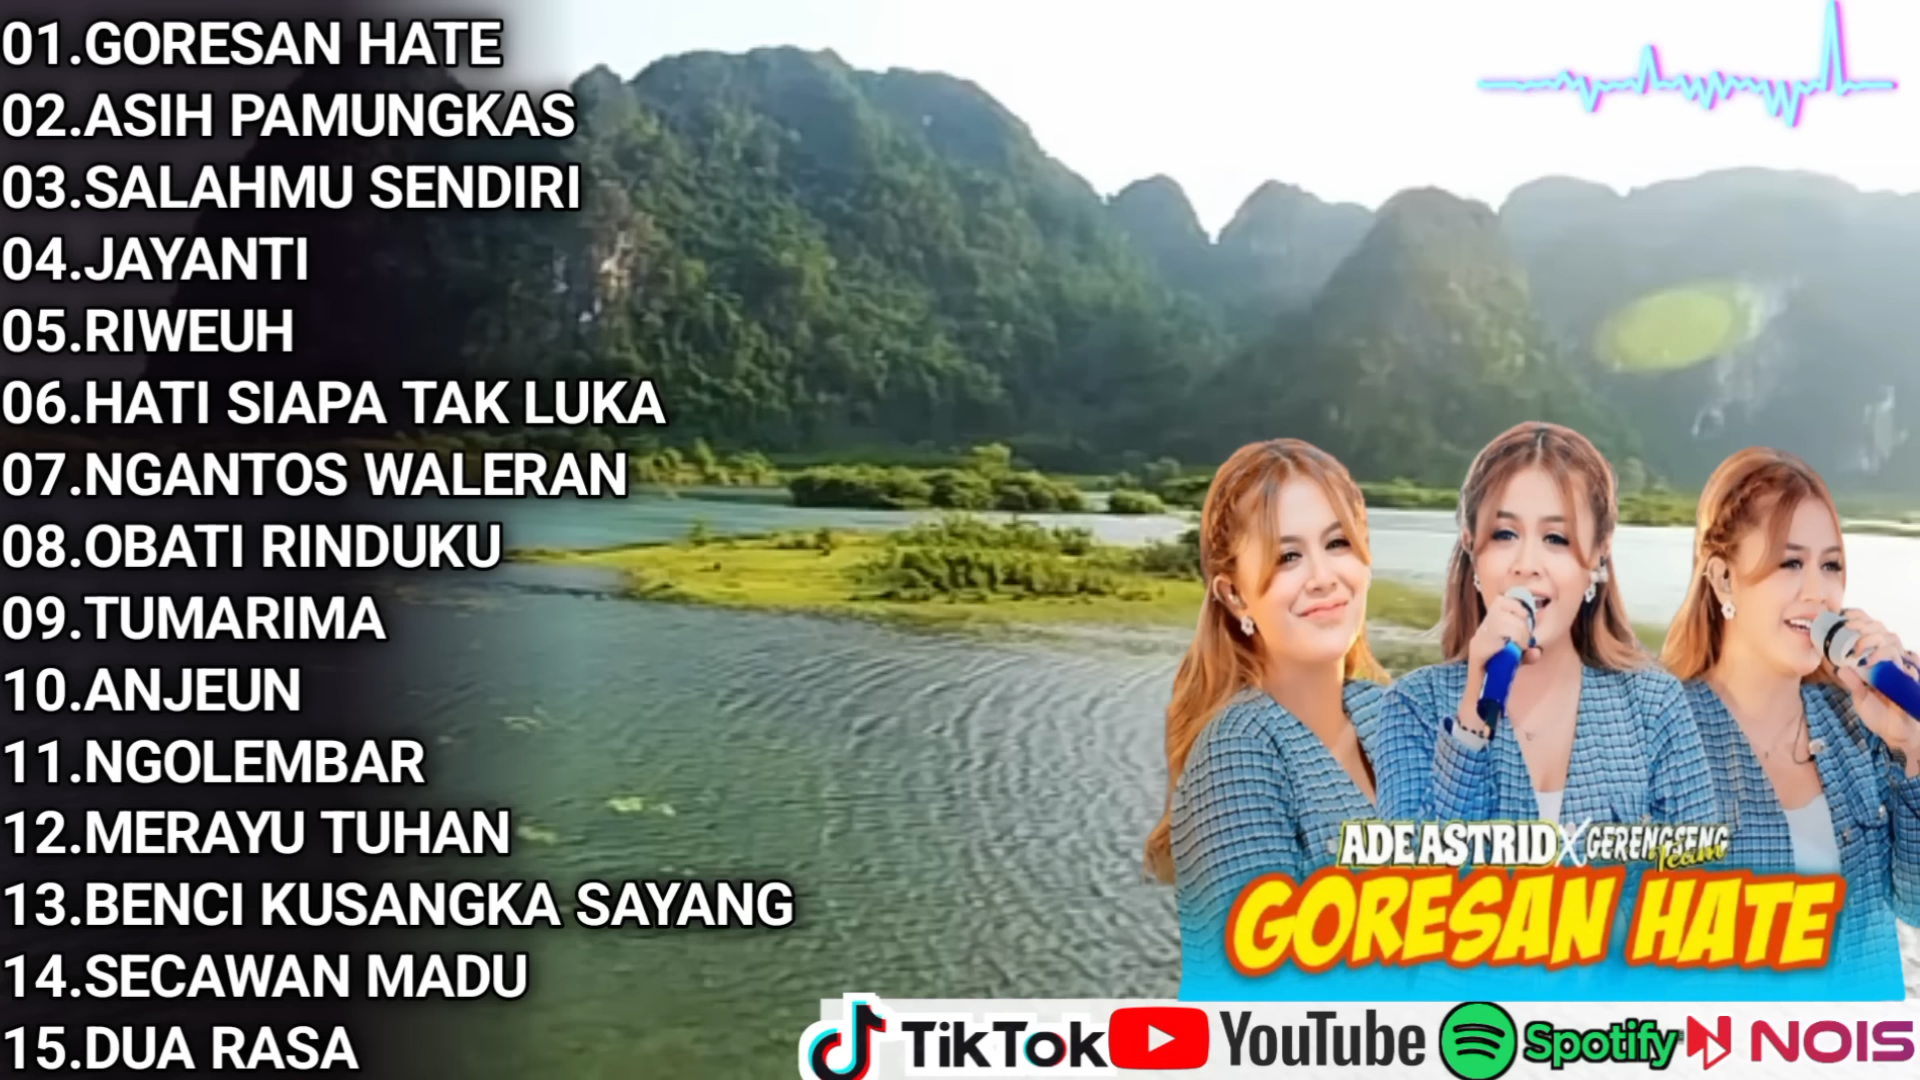 01.GORESAN HATE
02.ASIH PAMUNGKAS
03.SALAHMU SENDIRI
04.JAYANTI
05.RIWEUH
06.HATI SIAPA TAK LUKA
07.NGANTOS WALERAN
08.OBATI RINDUKU
09.TUMARIMA
10.ANJEUN
11.NGOLEMBAR
12.MERAYU TUHAN
13.BENCI KUSANGKA SAYANG
14.SECAWAN MADU
15.DUA RASA
ADE ASTRID X GERENGSENG Team
GORESAN HATE
TikTok YouTube Spotify NOIS